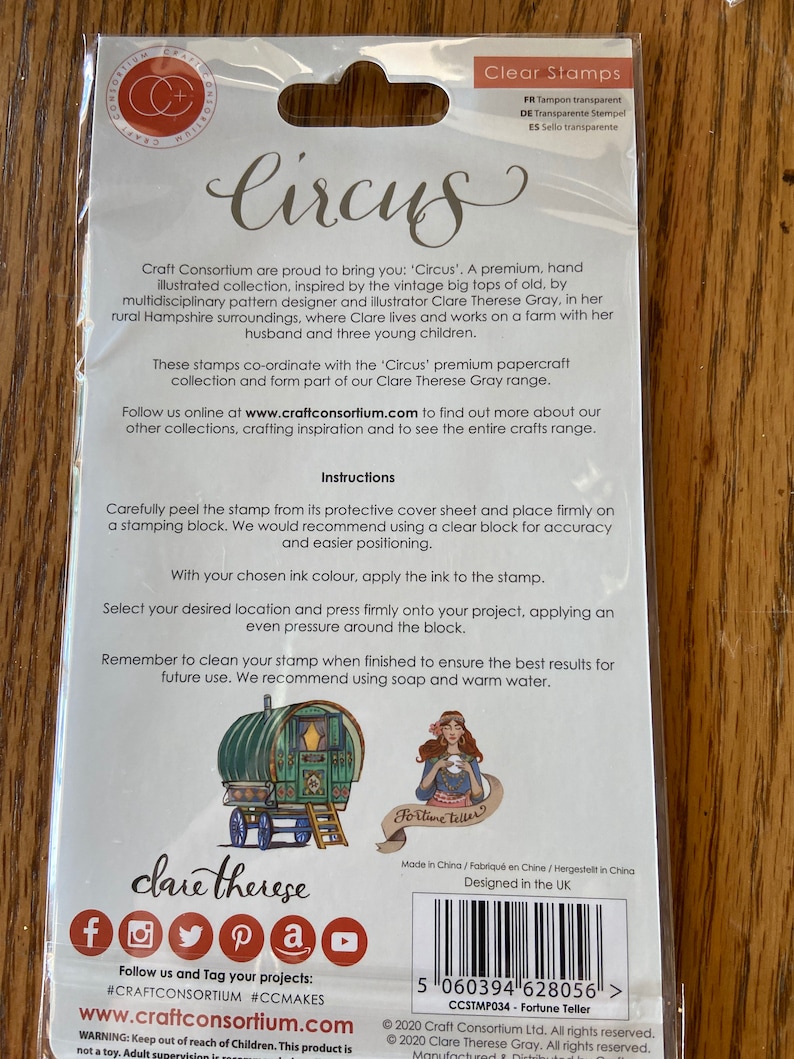 CRAFT CONSORTIUM CRAFT CONSORTIUM
CC+
Clear Stamps
FR Tampon transparent
DE Transparente Stempel
ES Sello transparente
Circus
Craft Consortium are proud to bring you: ‘Circus’. A premium, hand
illustrated collection, inspired by the vintage big tops of old, by
multidisciplinary pattern designer and illustrator Clare Therese Gray, in her
rural Hampshire surroundings, where Clare lives and works on a farm with her
husband and three young children.
These stamps co-ordinate with the ‘Circus’ premium papercraft
collection and form part of our Clare Therese Gray range.
Follow us online at www.craftconsortium.com to find out more about our
other collections, crafting inspiration and to see the entire crafts range.
Instructions
Carefully peel the stamp from its protective cover sheet and place firmly on
a stamping block. We would recommend using a clear block for accuracy
and easier positioning.
With your chosen ink colour, apply the ink to the stamp.
Select your desired location and press firmly onto your project, applying an
even pressure around the block.
Remember to clean your stamp when finished to ensure the best results for
future use. We recommend using soap and warm water.
Fortune Teller
Made in China / Fabriqué en Chine / Hergestellt in China
Designed in the UK
clare therese
5 060394 628056 >
CCSTMP034 - Fortune Teller
Follow us and Tag your projects:
#CRAFTCONSORTIUM #CCMAKES
www.craftconsortium.com
© 2020 Craft Consortium Ltd. All rights reserved.
© 2020 Clare Therese Gray. All rights reserved.
WARNING: Keep out of reach of Children. This product is
not a toy. Adult supervision is
Manufactured & Distributed by